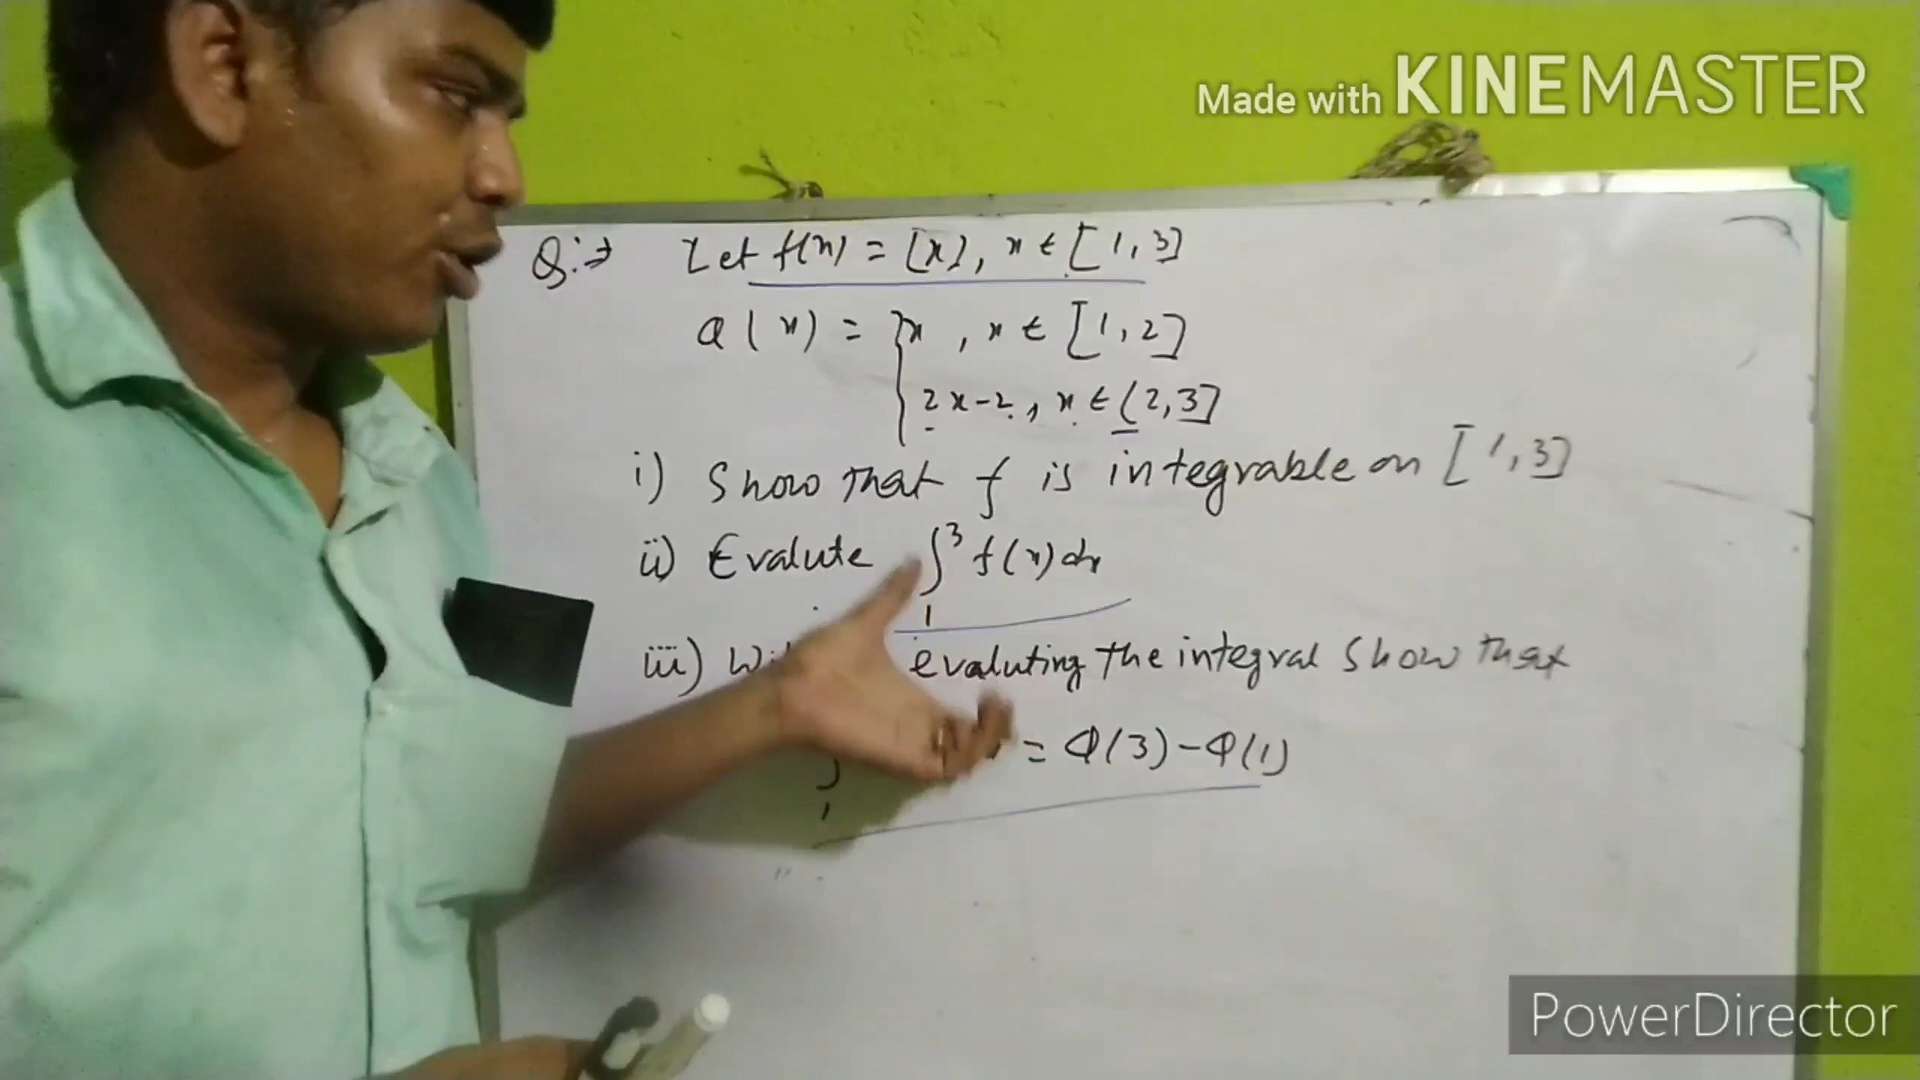 Made with KINEMASTER
Q:⇒ Let f(x) = [x], x ∈ [1,3]
Q(x) = { x , x ∈ [1,2]
2x-2, x ∈ (2,3]
i) Show that f is integrable on [1,3]
ii) Evalute ∫₁³ f(x)dx
iii) evaluting the integral Show that
= Φ(3)-Φ(1)
PowerDirector